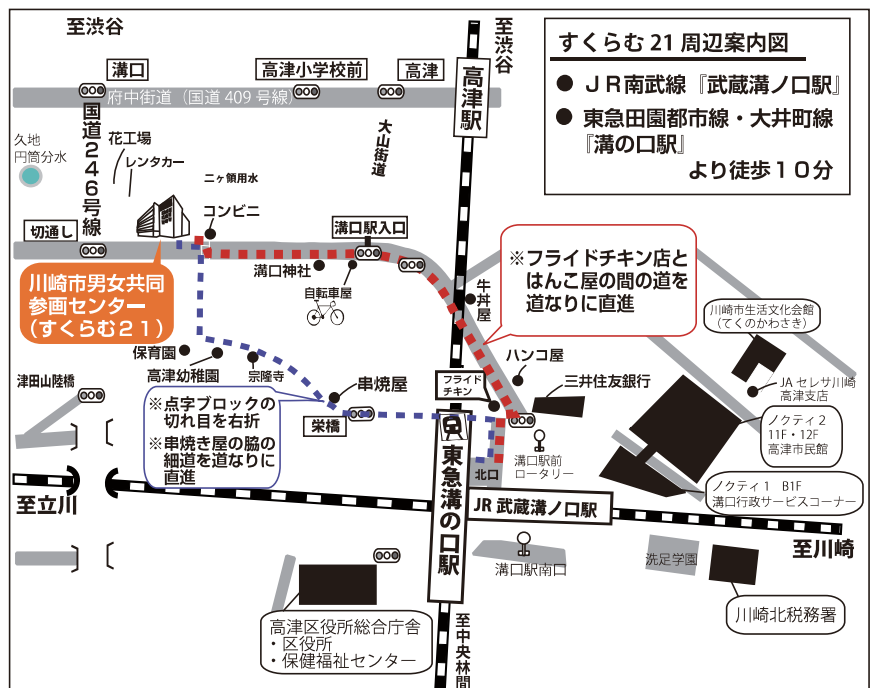 至渋谷
至渋谷
すくらむ21周辺案内図
● JR南武線『武蔵溝ノ口駅』
● 東急田園都市線・大井町線
『溝の口駅』
より徒歩10分
溝口
高津小学校前
高津
府中街道(国道409号線)
高津駅
国道246号線
大山街道
久地
円筒分水
花工場
レンタカー
二ヶ領用水
コンビニ
切通し
溝口駅入口
川崎市男女共同
参画センター
(すくらむ21)
溝口神社
自転車屋
牛丼屋
※フライドチキン店と
はんこ屋の間の道を
道なりに直進
川崎市生活文化会館
(てくのかわさき)
保育園
高津幼稚園
宗隆寺
串焼屋
フライド
チキン
ハンコ屋
三井住友銀行
JA セレサ川崎
高津支店
津田山陸橋
※点字ブロックの
切れ目を右折
※串焼き屋の脇の
細道を道なりに
直進
栄橋
ノクティ2
11F・12F
高津市民館
溝口駅前
ロータリー
北口
ノクティ1 B1F
溝口行政サービスコーナー
東急溝の口駅
JR 武蔵溝ノ口駅
至立川
至川崎
溝口駅南口
洗足学園
川崎北税務署
高津区役所総合庁舎
・区役所
・保健福祉センター
至中央林間